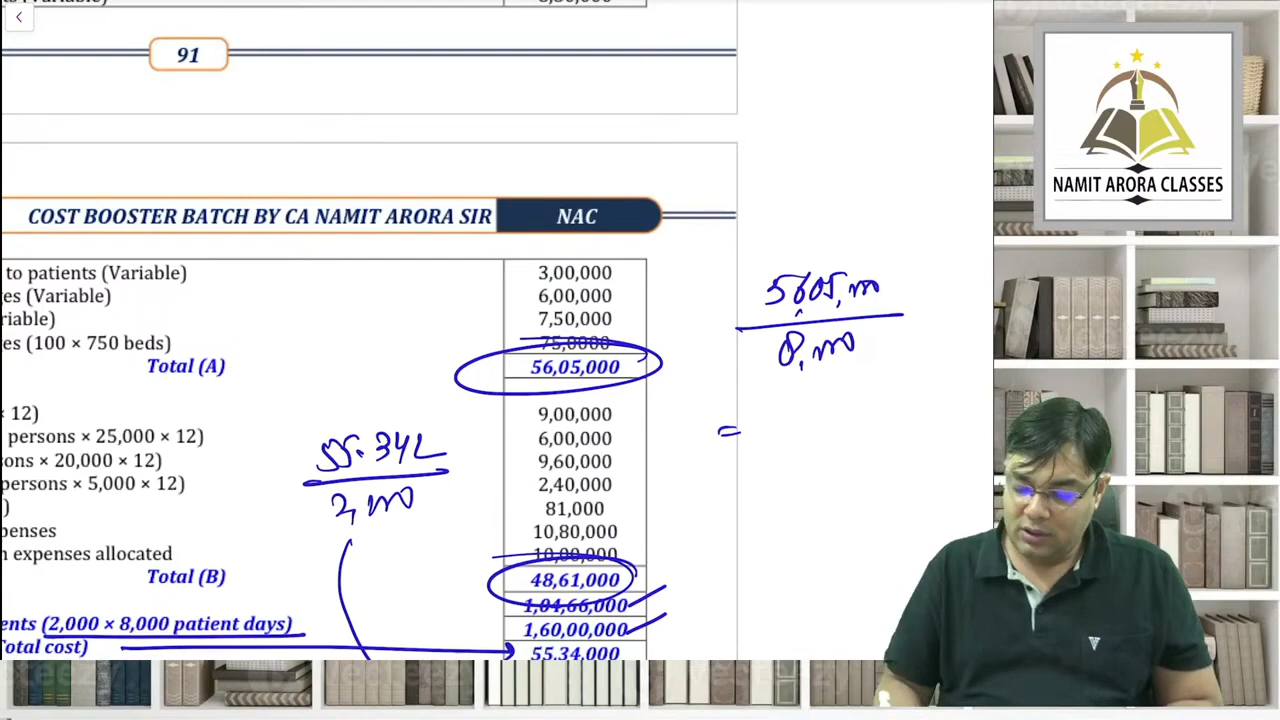 91
NAMIT ARORA CLASSES
COST BOOSTER BATCH BY CA NAMIT ARORA SIR NAC
to patients (Variable) 3,00,000
es (Variable) 6,00,000
riable) 7,50,000
es (100 × 750 beds) 75,0000
Total (A) 56,05,000
5605,000
8,000
=
× 12) 9,00,000
persons × 25,000 × 12) 6,00,000
sons × 20,000 × 12) 9,60,000
persons × 5,000 × 12) 2,40,000
) 81,000
penses 10,80,000
n expenses allocated 10,00,000
Total (B) 48,61,000
1,04,66,000
ents (2,000 × 8,000 patient days) 1,60,00,000
Total cost) 55,34,000
55.34L
2,000